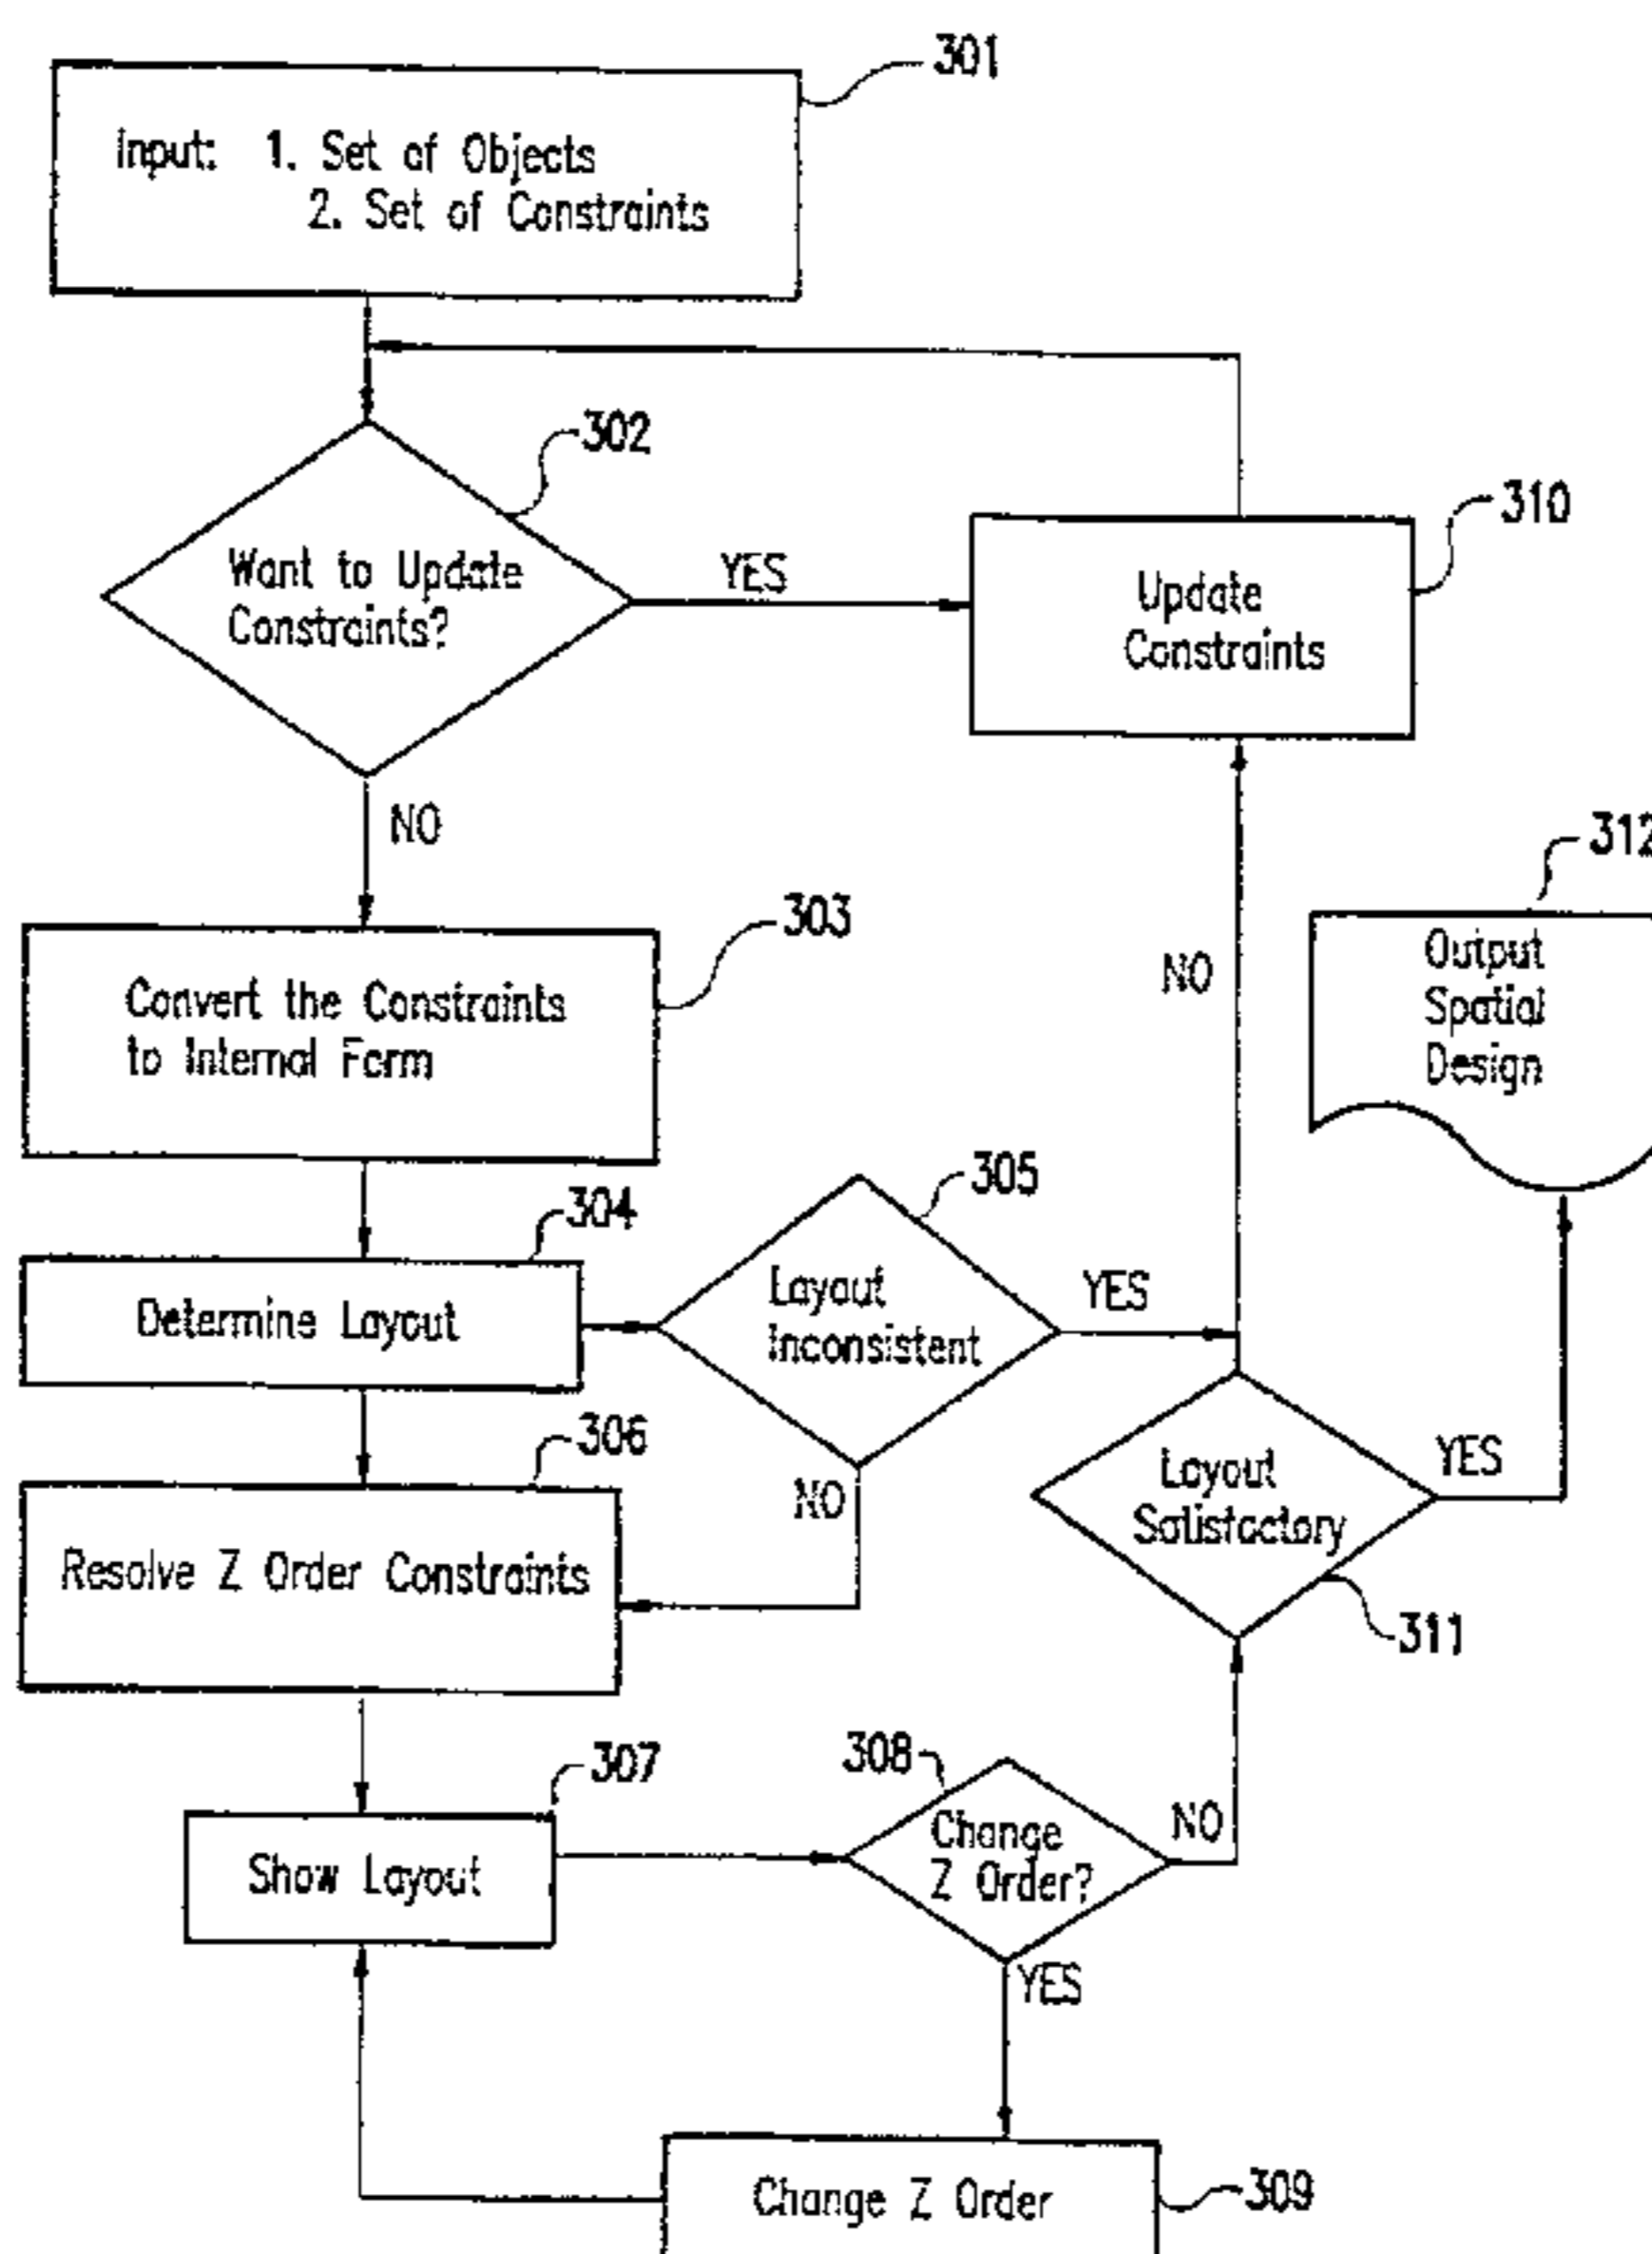 301
Input: 1. Set of Objects
2. Set of Constraints
302
Want to Update
Constraints?
YES
310
Update
Constraints
NO
312
Output
Spatial
Design
303
Convert the Constraints
to Internal Form
NO
304
Determine Layout
305
Layout
Inconsistent
YES
306
Resolve Z Order Constraints
NO
Layout
Satisfactory
YES
311
307
Show Layout
308
Change
Z Order?
NO
YES
Change Z Order
309